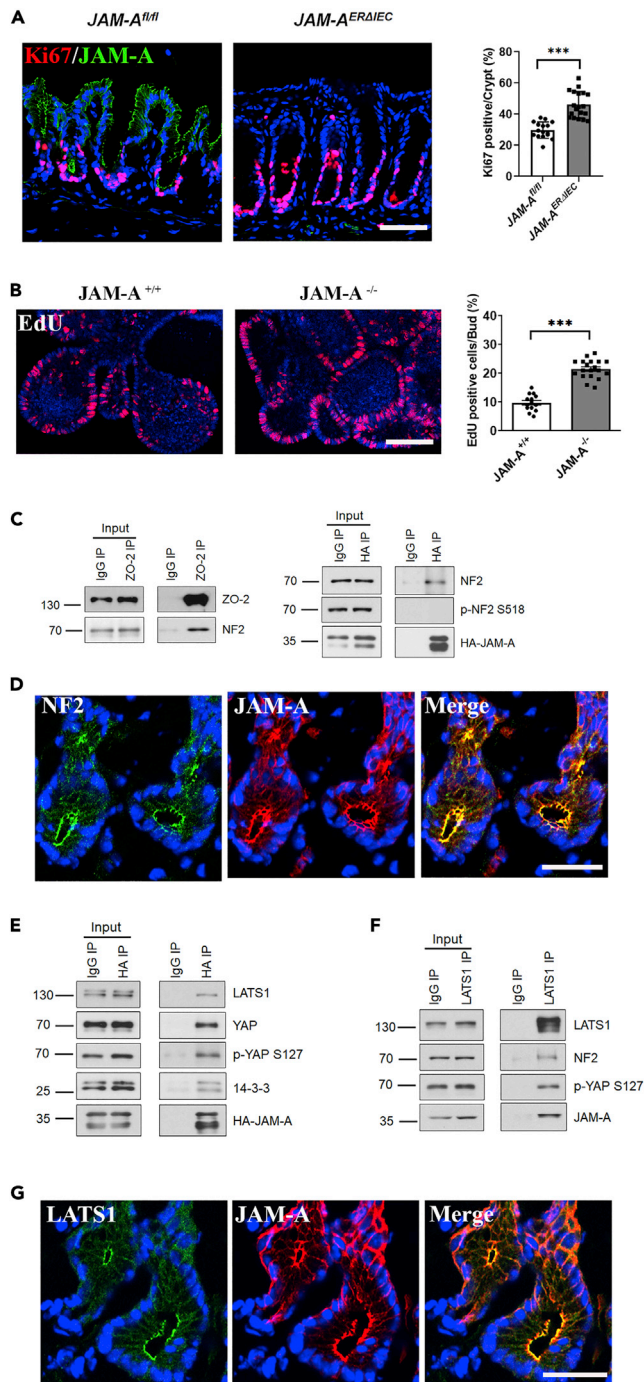 A
JAM-A^fl/fl
JAM-A^ERΔIEC
Ki67/JAM-A
***
Ki67 positive/Crypt (%)
100
80
60
40
20
0
JAM-A^fl/fl
JAM-A^ERΔIEC
B
JAM-A +/+
JAM-A -/-
EdU
***
EdU positive cells/Bud (%)
40
30
20
10
0
JAM-A+/+
JAM-A-/-
C
Input
IgG IP
ZO-2 IP
IgG IP
ZO-2 IP
130
ZO-2
70
NF2
Input
IgG IP
HA IP
IgG IP
HA IP
70
NF2
70
p-NF2 S518
35
HA-JAM-A
D
NF2
JAM-A
Merge
E
Input
IgG IP
HA IP
IgG IP
HA IP
130
LATS1
70
YAP
70
p-YAP S127
25
14-3-3
35
HA-JAM-A
F
Input
IgG IP
LATS1 IP
IgG IP
LATS1 IP
130
LATS1
70
NF2
70
p-YAP S127
35
JAM-A
G
LATS1
JAM-A
Merge